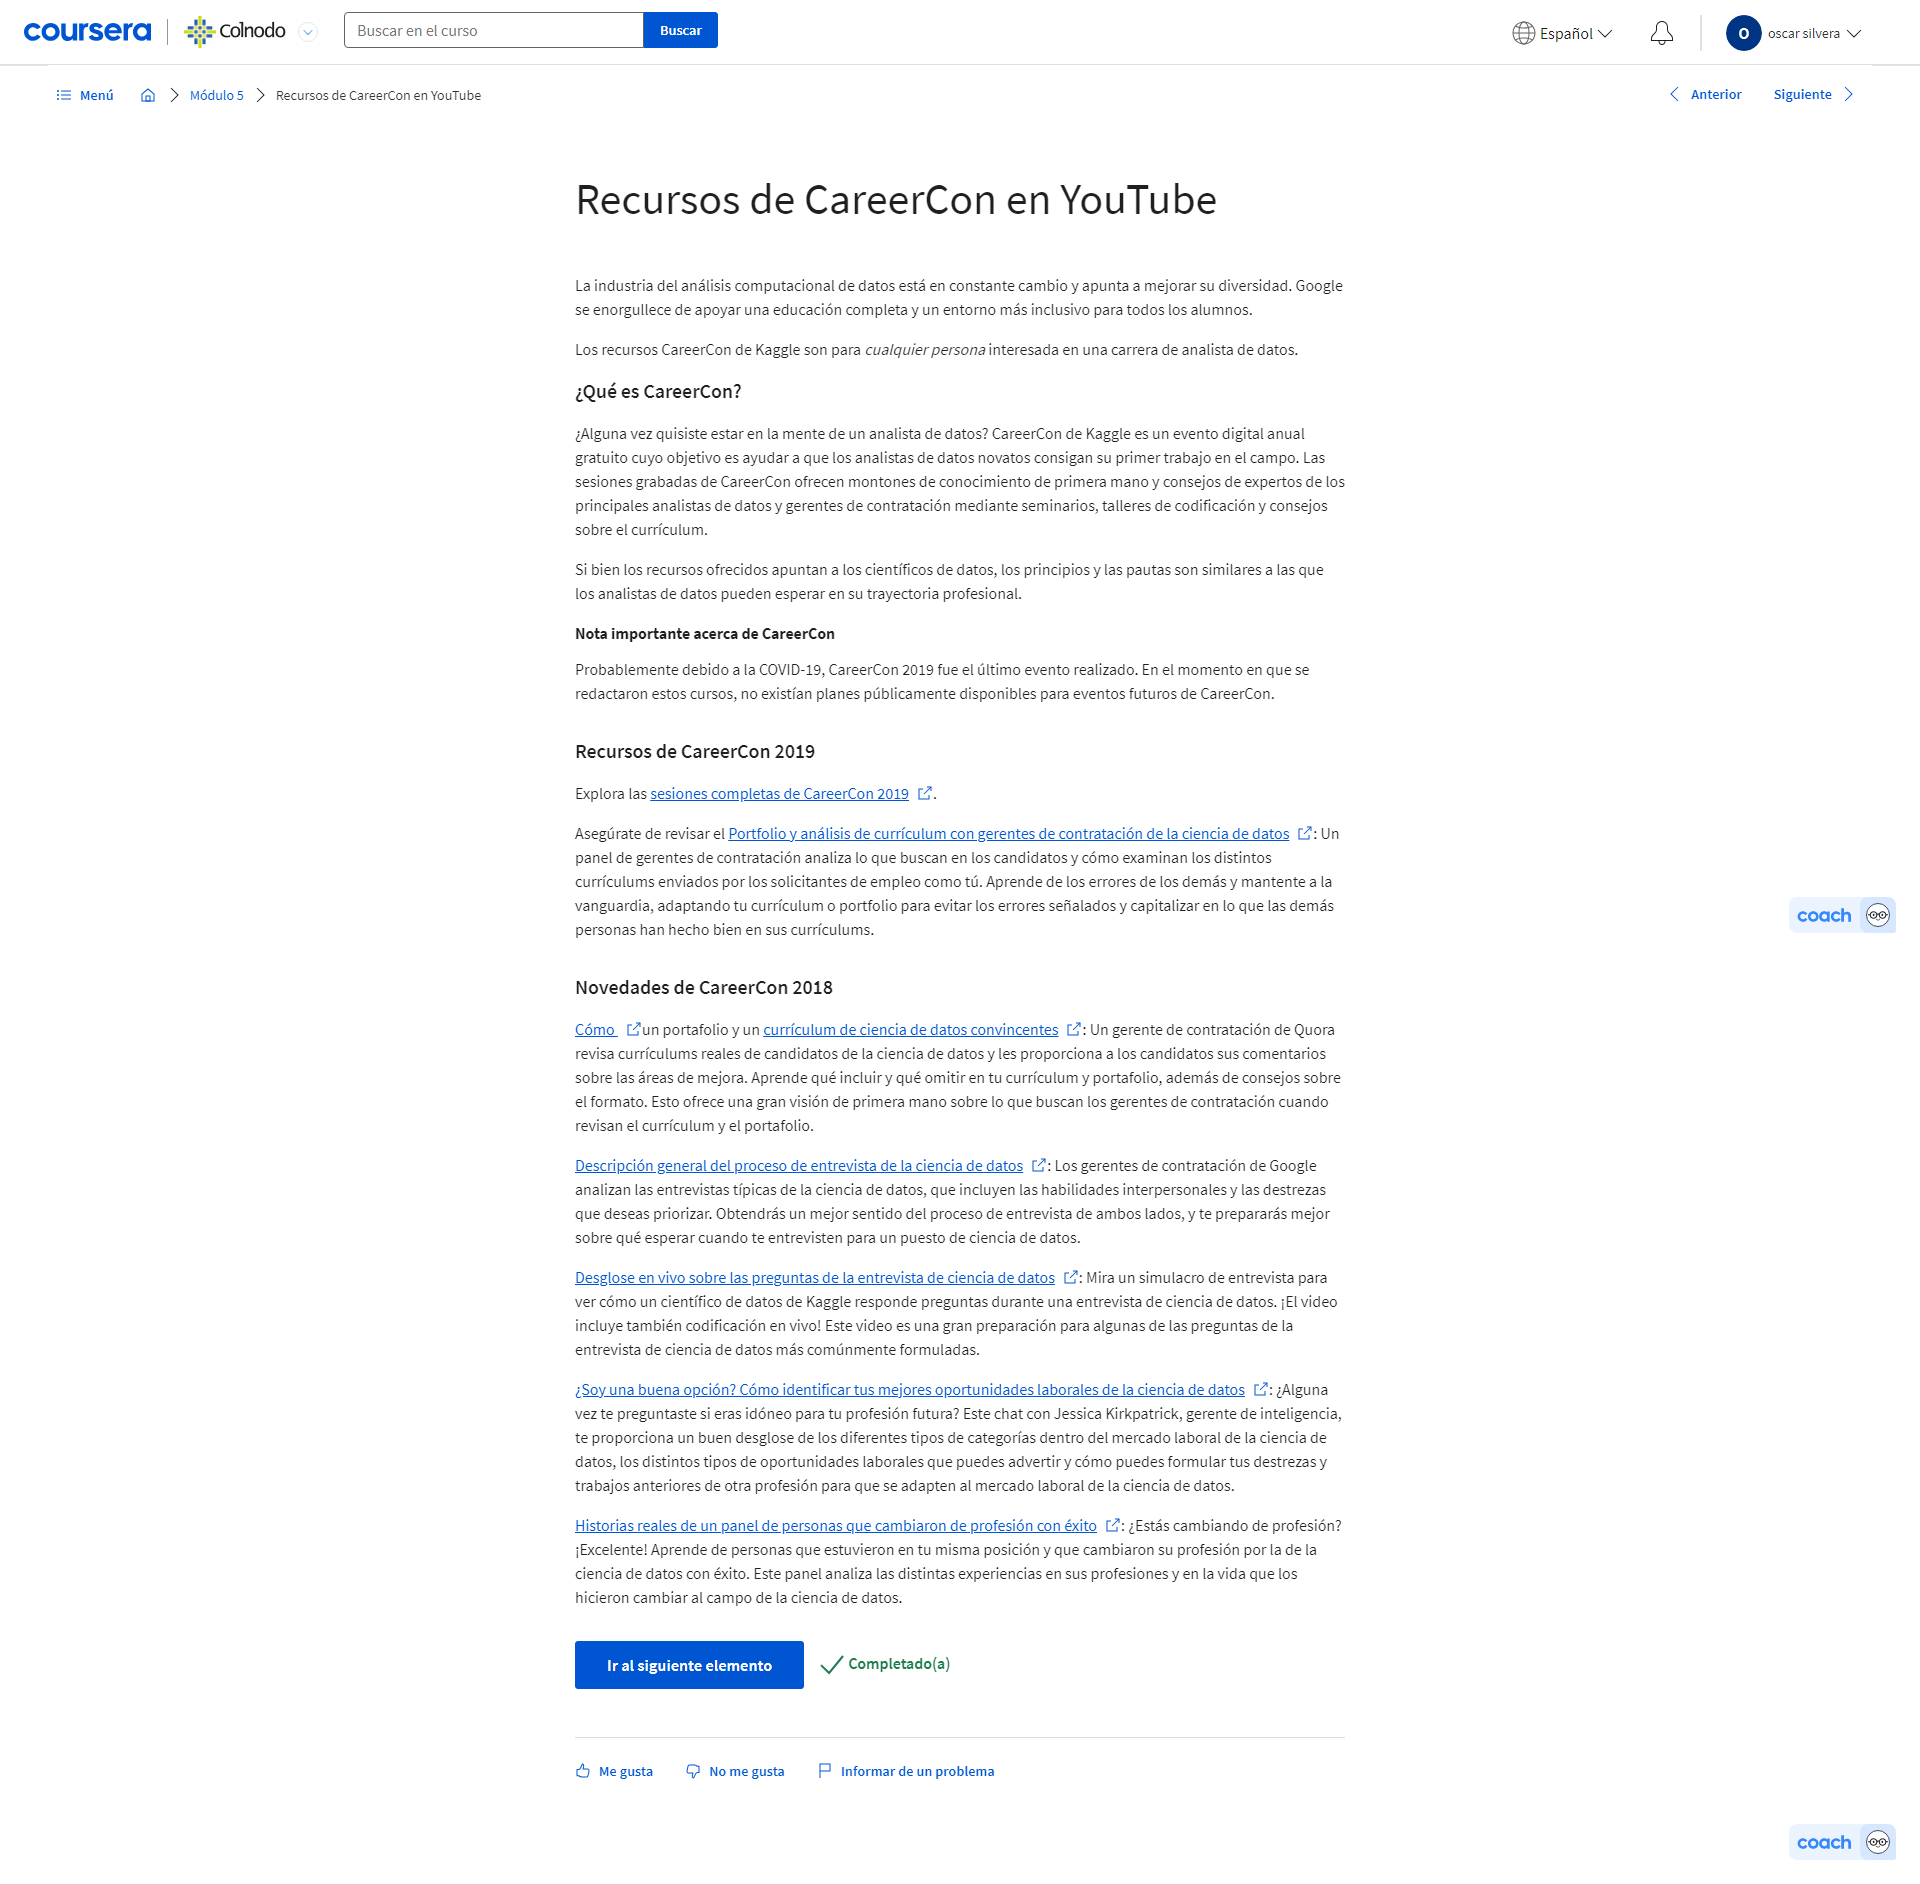 coursera Colnodo Buscar en el curso Buscar Español O oscar silvera
Menú Módulo 5 Recursos de CareerCon en YouTube Anterior Siguiente
Recursos de CareerCon en YouTube
La industria del análisis computacional de datos está en constante cambio y apunta a mejorar su diversidad. Google
se enorgullece de apoyar una educación completa y un entorno más inclusivo para todos los alumnos.
Los recursos CareerCon de Kaggle son para cualquier persona interesada en una carrera de analista de datos.
¿Qué es CareerCon?
¿Alguna vez quisiste estar en la mente de un analista de datos? CareerCon de Kaggle es un evento digital anual
gratuito cuyo objetivo es ayudar a que los analistas de datos novatos consigan su primer trabajo en el campo. Las
sesiones grabadas de CareerCon ofrecen montones de conocimiento de primera mano y consejos de expertos de los
principales analistas de datos y gerentes de contratación mediante seminarios, talleres de codificación y consejos
sobre el currículum.
Si bien los recursos ofrecidos apuntan a los científicos de datos, los principios y las pautas son similares a las que
los analistas de datos pueden esperar en su trayectoria profesional.
Nota importante acerca de CareerCon
Probablemente debido a la COVID-19, CareerCon 2019 fue el último evento realizado. En el momento en que se
redactaron estos cursos, no existían planes públicamente disponibles para eventos futuros de CareerCon.
Recursos de CareerCon 2019
Explora las sesiones completas de CareerCon 2019.
Asegúrate de revisar el Portfolio y análisis de currículum con gerentes de contratación de la ciencia de datos: Un
panel de gerentes de contratación analiza lo que buscan en los candidatos y cómo examinan los distintos
currículums enviados por los solicitantes de empleo como tú. Aprende de los errores de los demás y mantente a la
vanguardia, adaptando tu currículum o portfolio para evitar los errores señalados y capitalizar en lo que las demás
personas han hecho bien en sus currículums.
coach
Novedades de CareerCon 2018
Cómo un portafolio y un currículum de ciencia de datos convincentes: Un gerente de contratación de Quora
revisa currículums reales de candidatos de la ciencia de datos y les proporciona a los candidatos sus comentarios
sobre las áreas de mejora. Aprende qué incluir y qué omitir en tu currículum y portafolio, además de consejos sobre
el formato. Esto ofrece una gran visión de primera mano sobre lo que buscan los gerentes de contratación cuando
revisan el currículum y el portafolio.
Descripción general del proceso de entrevista de la ciencia de datos: Los gerentes de contratación de Google
analizan las entrevistas típicas de la ciencia de datos, que incluyen las habilidades interpersonales y las destrezas
que deseas priorizar. Obtendrás un mejor sentido del proceso de entrevista de ambos lados, y te prepararás mejor
sobre qué esperar cuando te entrevisten para un puesto de ciencia de datos.
Desglose en vivo sobre las preguntas de la entrevista de ciencia de datos: Mira un simulacro de entrevista para
ver cómo un científico de datos de Kaggle responde preguntas durante una entrevista de ciencia de datos. ¡El video
incluye también codificación en vivo! Este video es una gran preparación para algunas de las preguntas de la
entrevista de ciencia de datos más comúnmente formuladas.
¿Soy una buena opción? Cómo identificar tus mejores oportunidades laborales de la ciencia de datos: ¿Alguna
vez te preguntaste si eras idóneo para tu profesión futura? Este chat con Jessica Kirkpatrick, gerente de inteligencia,
te proporciona un buen desglose de los diferentes tipos de categorías dentro del mercado laboral de la ciencia de
datos, los distintos tipos de oportunidades laborales que puedes advertir y cómo puedes formular tus destrezas y
trabajos anteriores de otra profesión para que se adapten al mercado laboral de la ciencia de datos.
Historias reales de un panel de personas que cambiaron de profesión con éxito: ¿Estás cambiando de profesión?
¡Excelente! Aprende de personas que estuvieron en tu misma posición y que cambiaron su profesión por la de la
ciencia de datos con éxito. Este panel analiza las distintas experiencias en sus profesiones y en la vida que los
hicieron cambiar al campo de la ciencia de datos.
Ir al siguiente elemento Completado(a)
Me gusta No me gusta Informar de un problema
coach